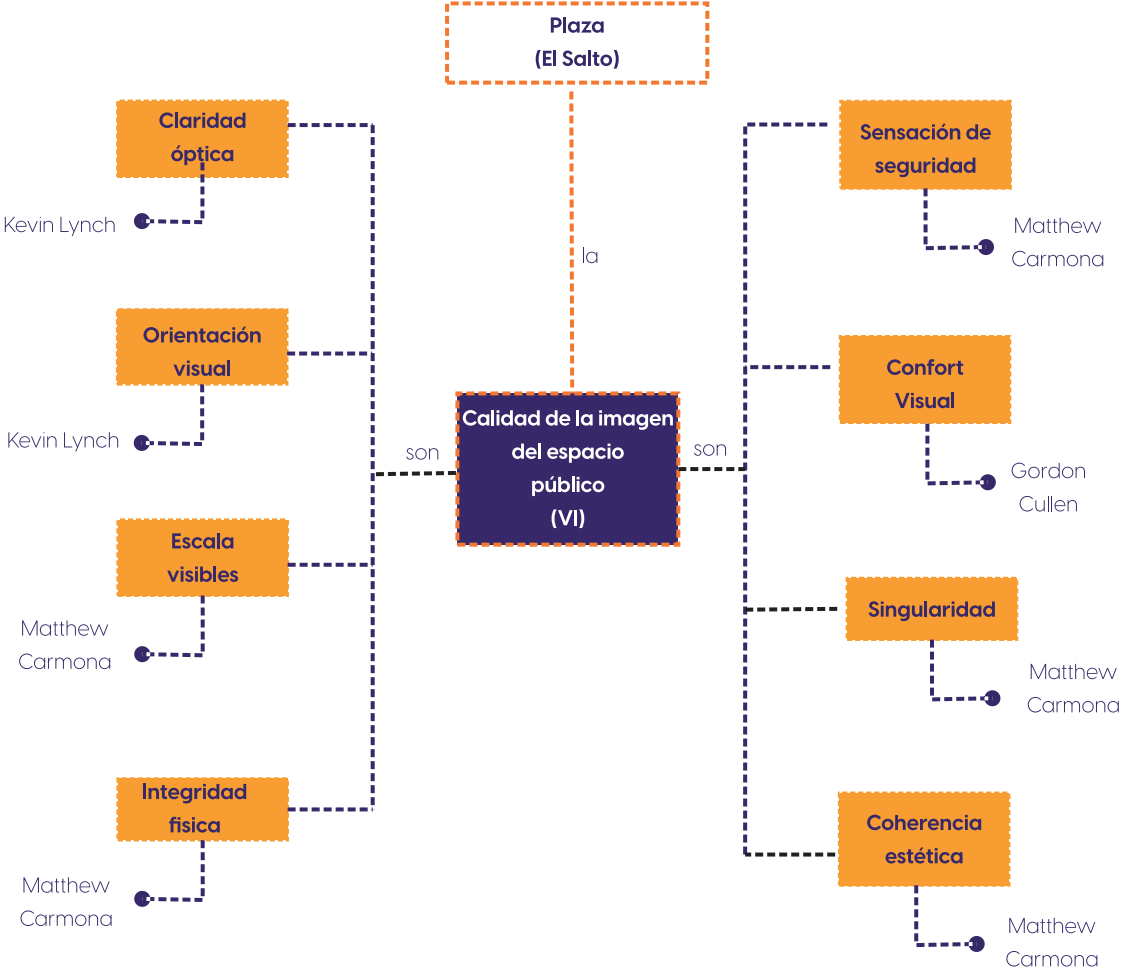 Plaza
(El Salto)
la
Calidad de la imagen
del espacio
público
(VI)
son
son
Claridad
óptica
Kevin Lynch
Orientación
visual
Kevin Lynch
Escala
visibles
Matthew
Carmona
Integridad
fisica
Matthew
Carmona
Sensación de
seguridad
Matthew
Carmona
Confort
Visual
Gordon
Cullen
Singularidad
Matthew
Carmona
Coherencia
estética
Matthew
Carmona